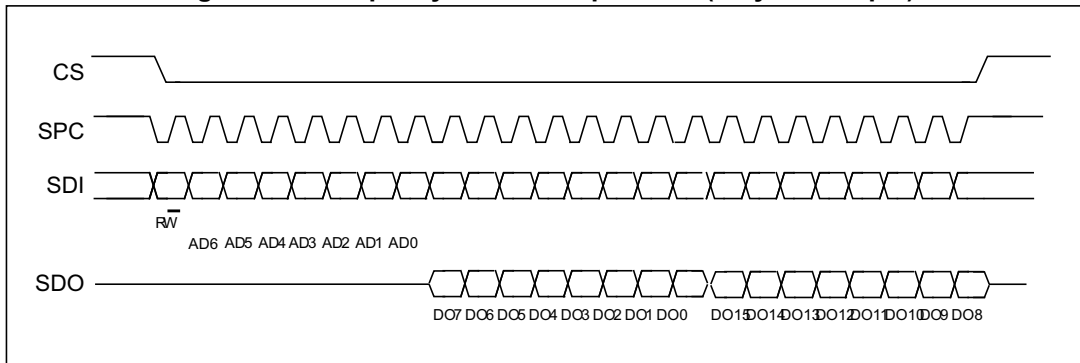 CS
SPC
SDI
RW
AD6 AD5 AD4 AD3 AD2 AD1 AD0
SDO
DO7 DO6 DO5 DO4 DO3 DO2 DO1 DO0 DO15 DO14 DO13 DO12 DO11 DO10 DO9 DO8